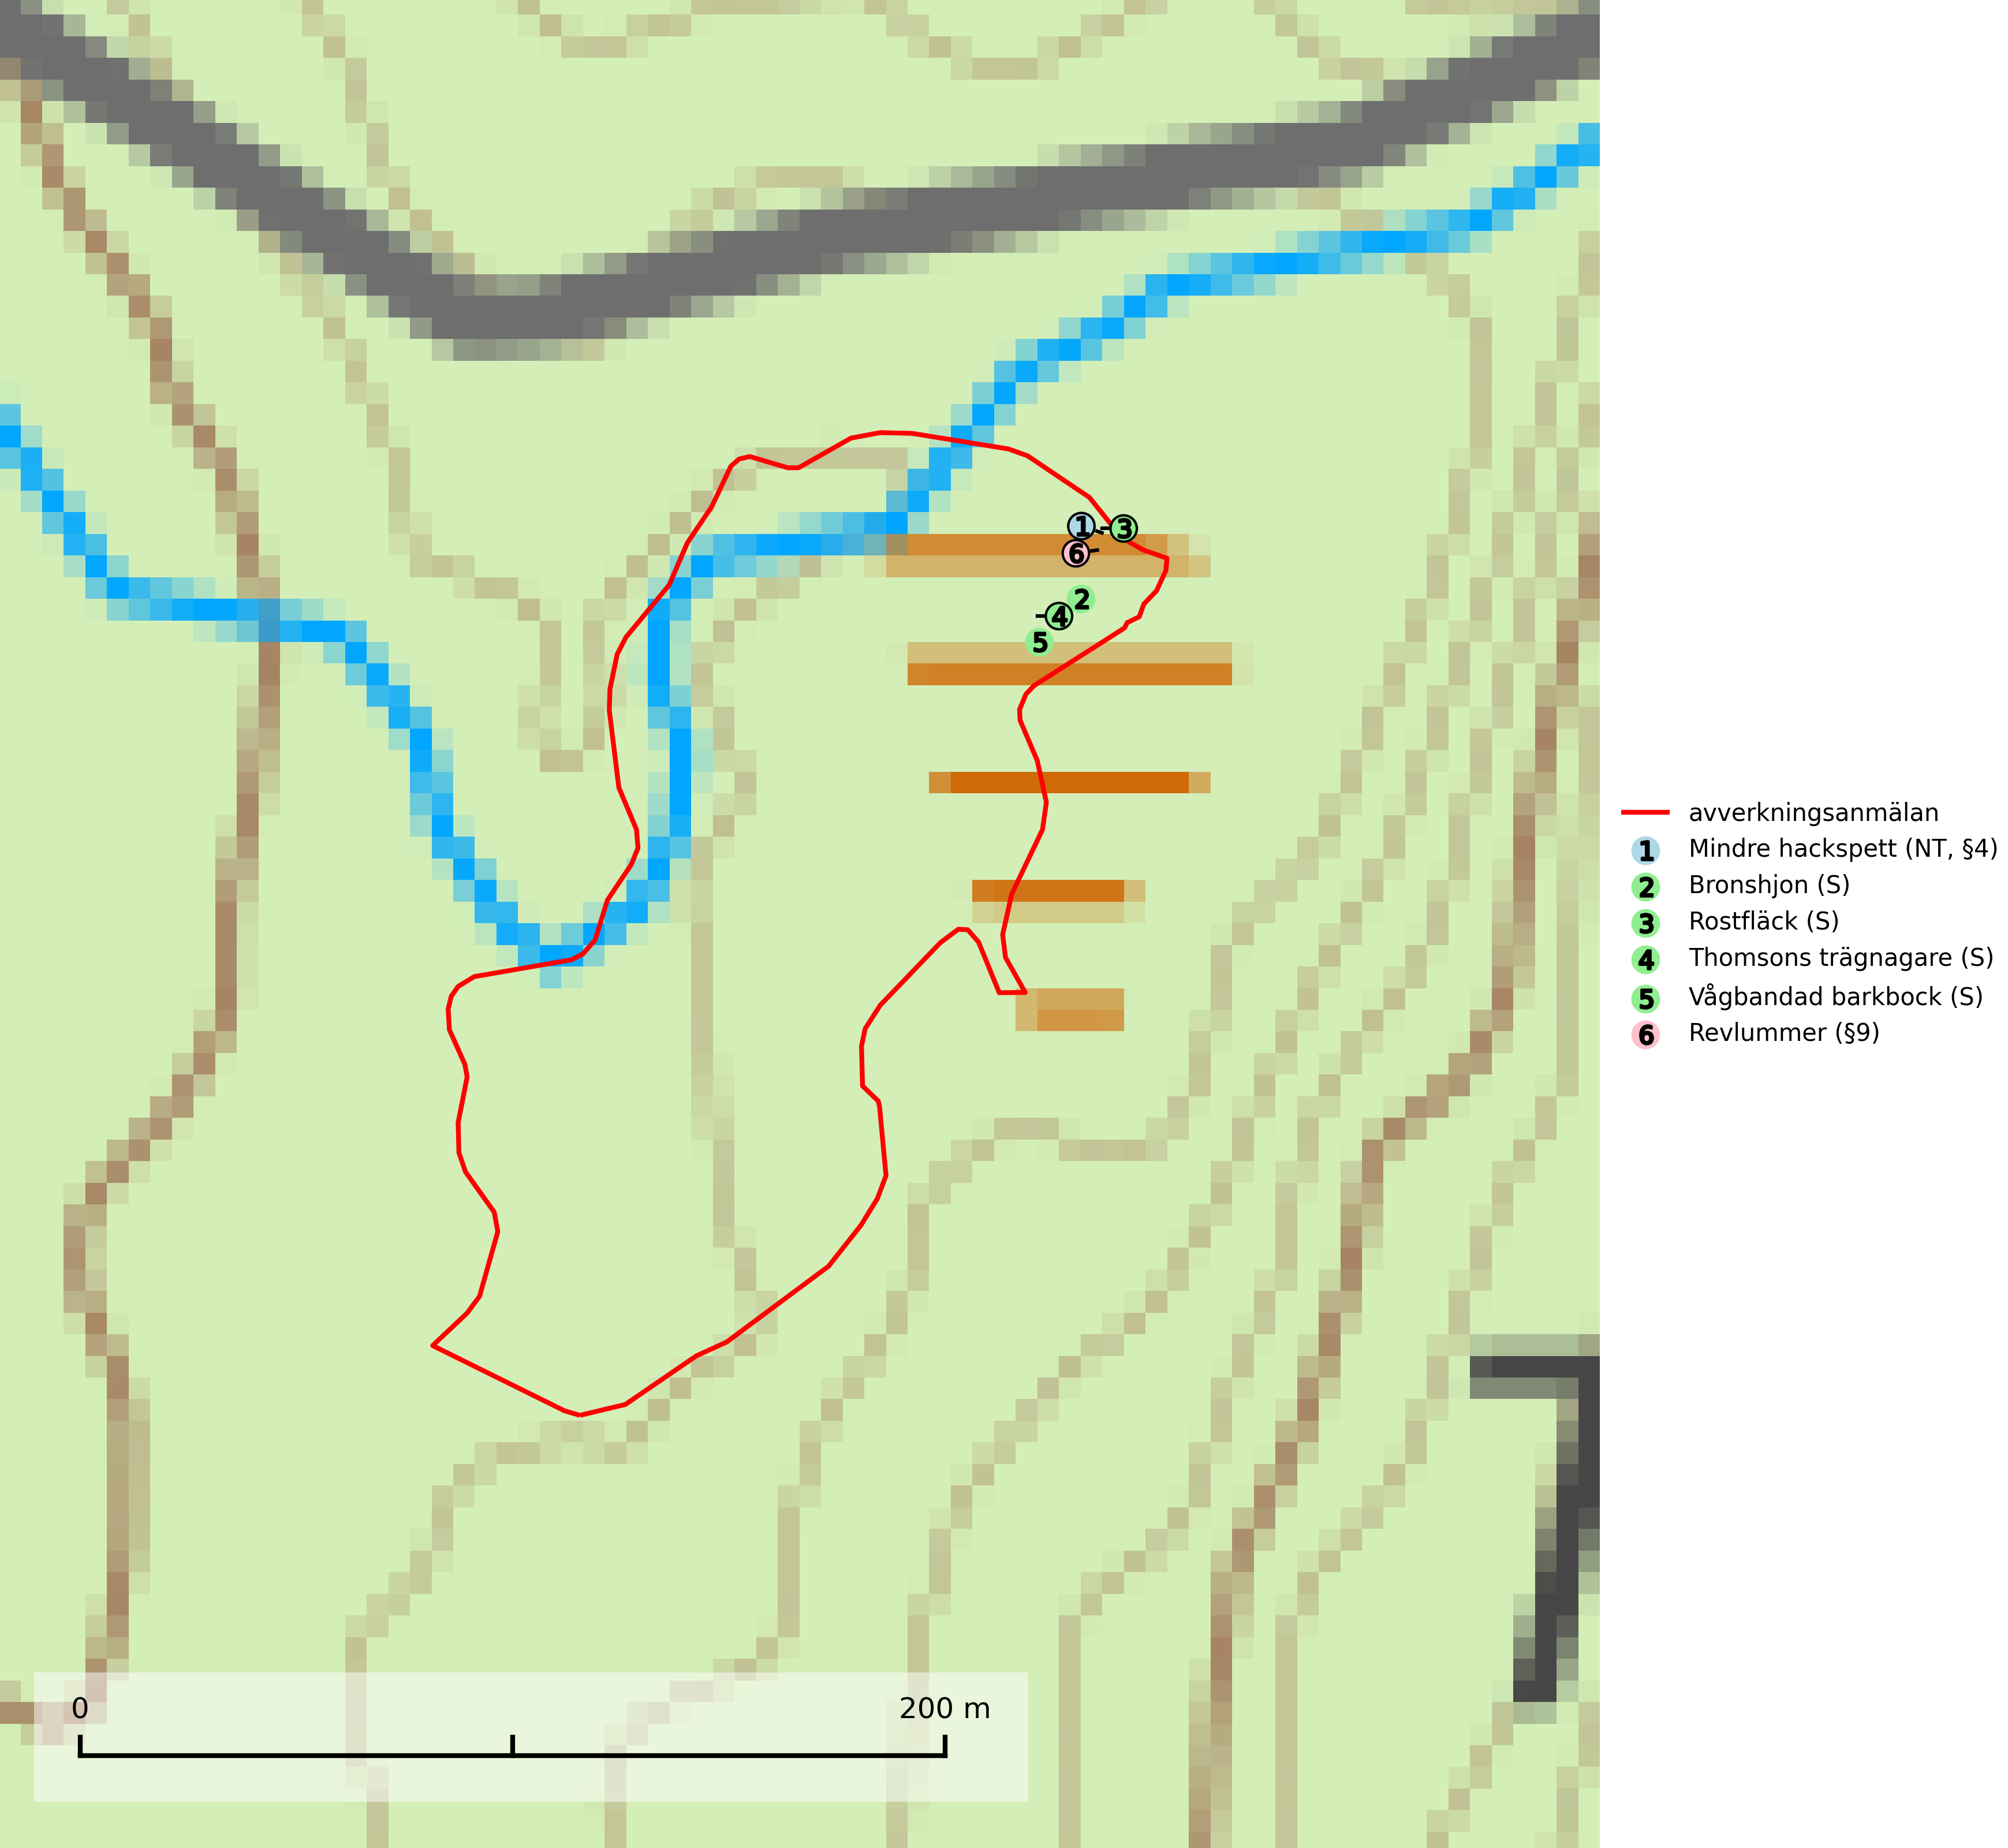 1
3
6
2
4
5
avverkningsanmälan
1 Mindre hackspett (NT, §4)
2 Bronshjon (S)
3 Rostfläck (S)
4 Thomsons trägnagare (S)
5 Vågbandad barkbock (S)
6 Revlummer (§9)
0 200 m